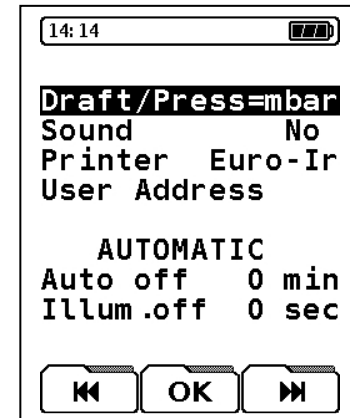 14:14
Draft/Press=mbar
Sound No
Printer Euro-Ir
User Address
AUTOMATIC
Auto off 0 min
Illum.off 0 sec
OK